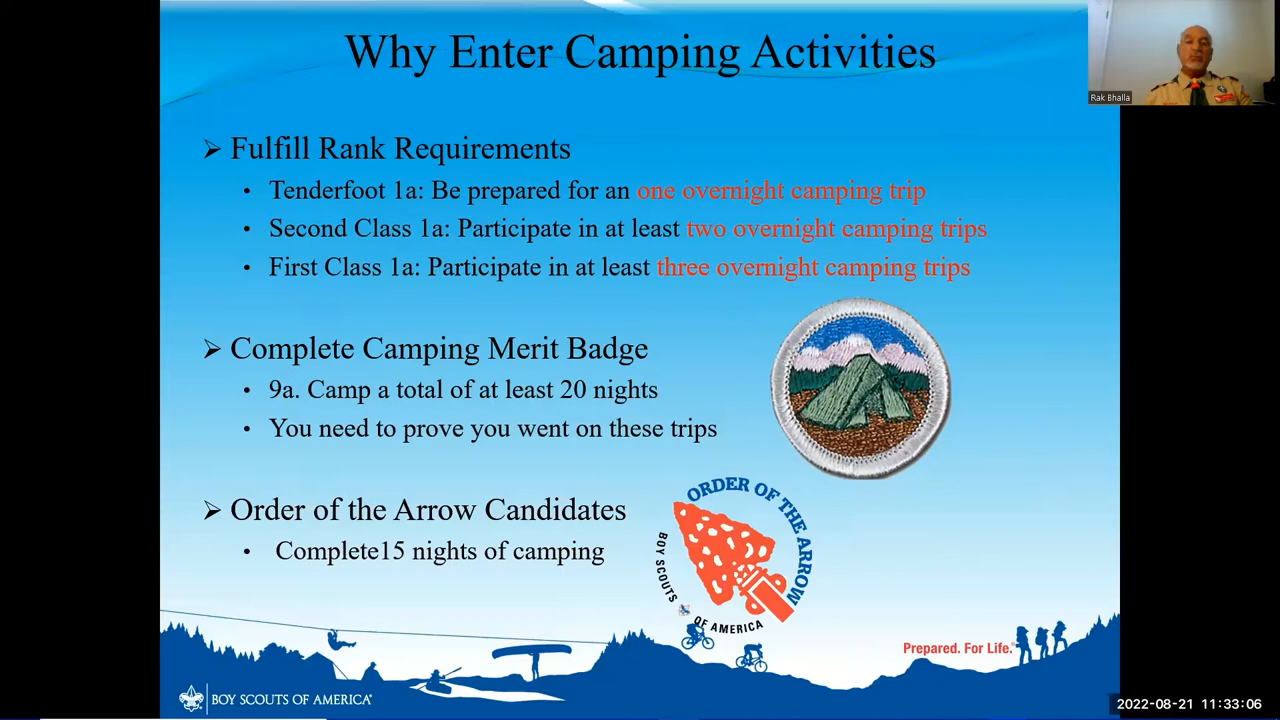 Why Enter Camping Activities
Rak Bhalla
➢ Fulfill Rank Requirements
• Tenderfoot 1a: Be prepared for an one overnight camping trip
• Second Class 1a: Participate in at least two overnight camping trips
• First Class 1a: Participate in at least three overnight camping trips
➢ Complete Camping Merit Badge
• 9a. Camp a total of at least 20 nights
• You need to prove you went on these trips
➢ Order of the Arrow Candidates
• Complete15 nights of camping
ORDER OF THE ARROW
BOY SCOUTS OF AMERICA
Prepared. For Life.
BOY SCOUTS OF AMERICA
2022-08-21 11:33:06